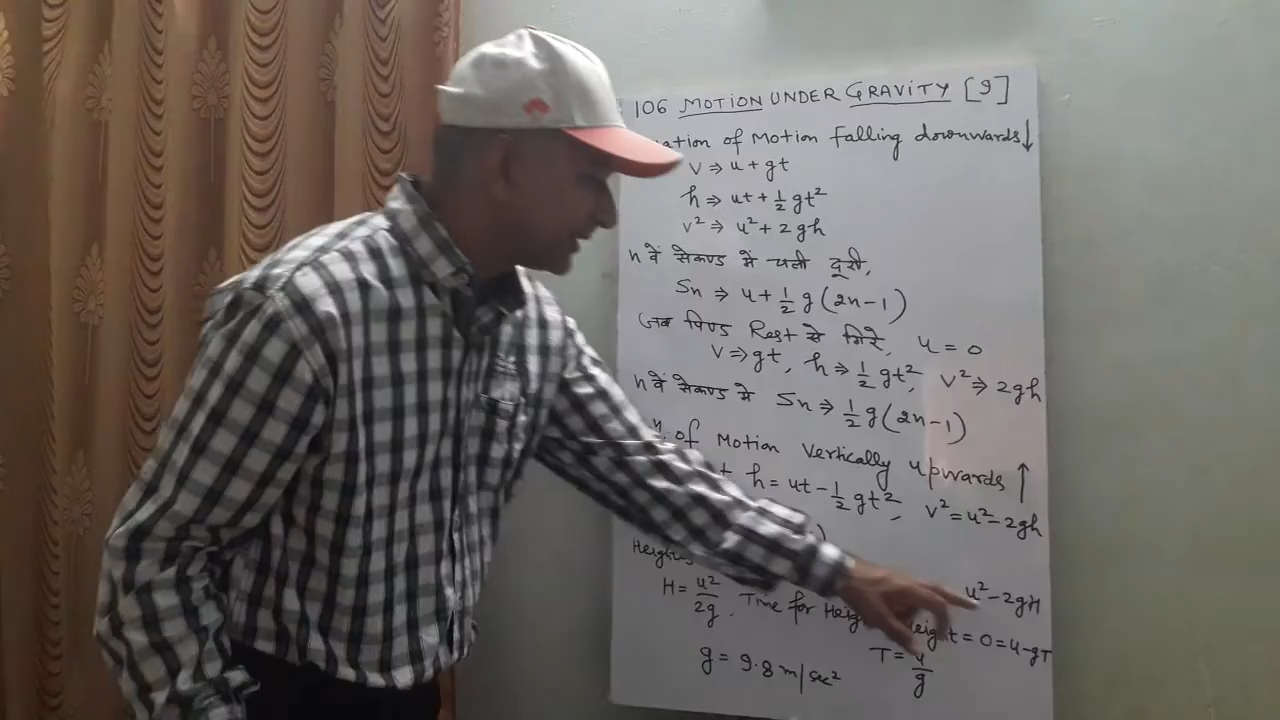 106 MOTION UNDER GRAVITY [9]
ation of Motion falling downwards↓
v ⇒ u + gt
h ⇒ ut + ½ gt²
v² ⇒ u² + 2gh
n वें सेकण्ड में चली दूरी,
Sn ⇒ u + ½ g (2n-1)
जब पिण्ड Rest से गिरे, u = 0
v ⇒ gt, h ⇒ ½ gt², v² ⇒ 2gh
n वें सेकण्ड में Sn ⇒ ½ g (2n-1)
of Motion Vertically upwards ↑
h = ut - ½ gt², v² = u² - 2gh
)
Height
u² - 2gH
H = u²/2g, Time for Height = 0 = u - gT
T = u/g
g = 9.8 m/sec²